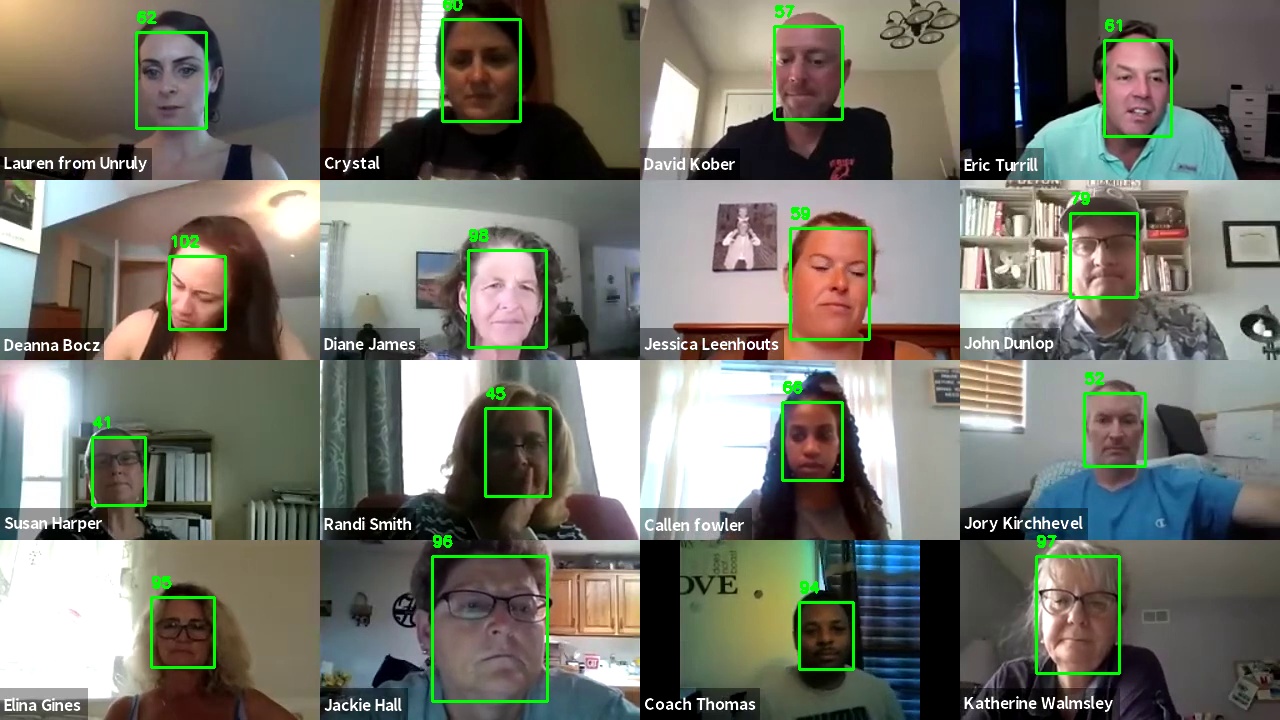 62
90
57
61
Lauren from Unruly
Crystal
David Kober
Eric Turrill
102
98
59
79
Deanna Bocz
Diane James
Jessica Leenhouts
John Dunlop
41
45
66
52
Susan Harper
Randi Smith
Callen fowler
Jory Kirchhevel
95
96
OVE
94
97
Elina Gines
Jackie Hall
Coach Thomas
Katherine Walmsley